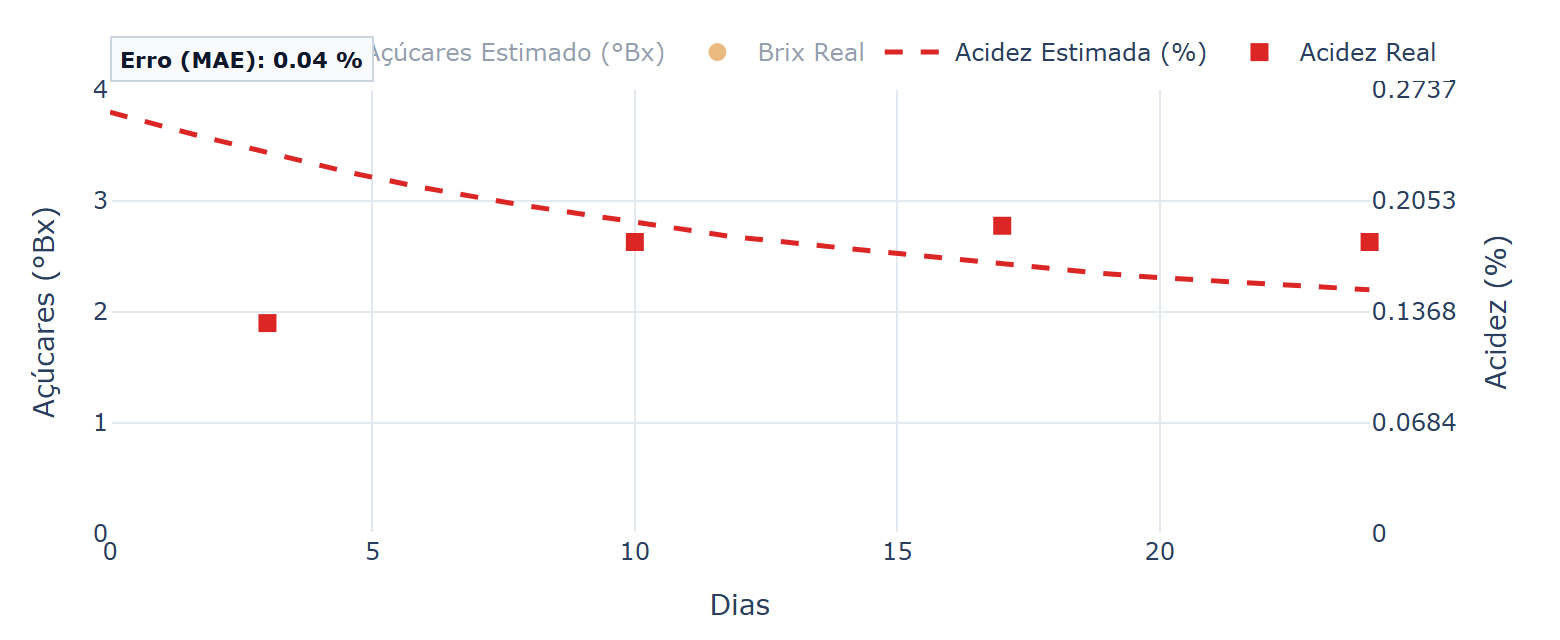 Erro (MAE): 0.04 %
Açúcares Estimado (°Bx)
Brix Real
Acidez Estimada (%)
Acidez Real
4
3
2
1
0
0.2737
0.2053
0.1368
0.0684
0
0
5
10
15
20
Açúcares (°Bx)
Acidez (%)
Dias